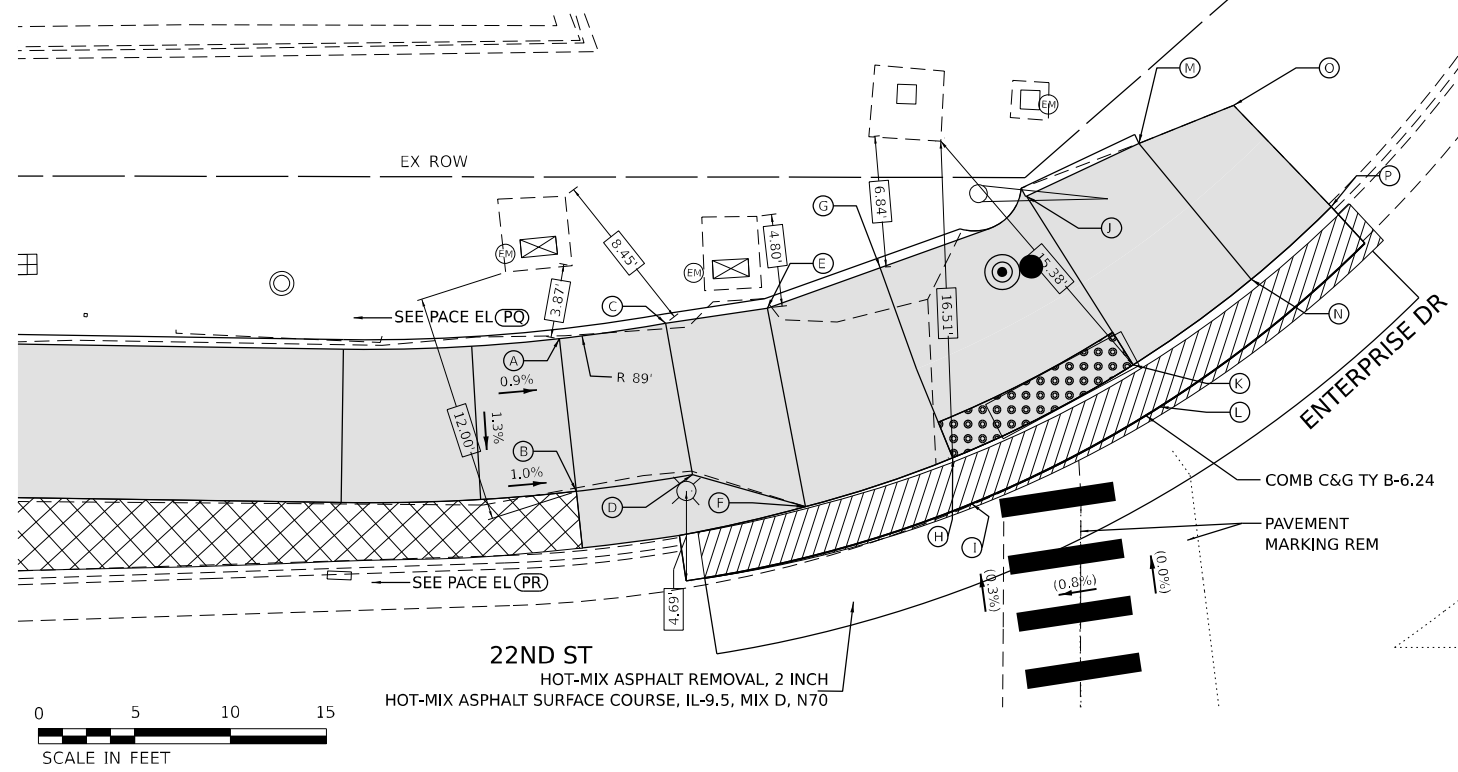 M
O
EM
EX ROW
P
G
6.84'
J
8.45'
4.80'
E
EM
EM
15.38'
C
3.87'
SEE PACE EL PQ
16.51'
N
A
R 89'
0.9%
ENTERPRISE DR
K
12.00'
1.3%
L
B
1.0%
COMB C&G TY B-6.24
D
F
PAVEMENT
MARKING REM
H
I
(0.0%)
(0.8%)
(0.3%)
SEE PACE EL PR
4.69'
22ND ST
HOT-MIX ASPHALT REMOVAL, 2 INCH
HOT-MIX ASPHALT SURFACE COURSE, IL-9.5, MIX D, N70
0 5 10 15
SCALE IN FEET